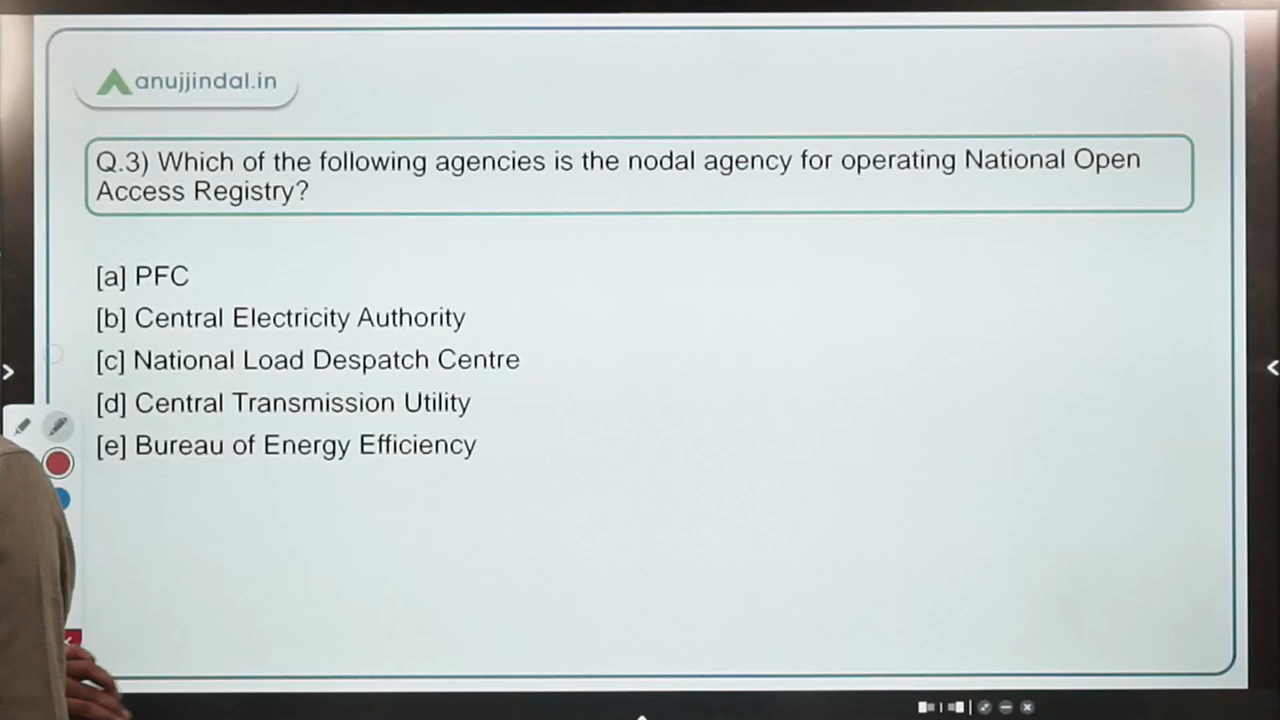 anujjindal.in
Q.3) Which of the following agencies is the nodal agency for operating National Open
Access Registry?
[a] PFC
[b] Central Electricity Authority
[c] National Load Despatch Centre
[d] Central Transmission Utility
[e] Bureau of Energy Efficiency